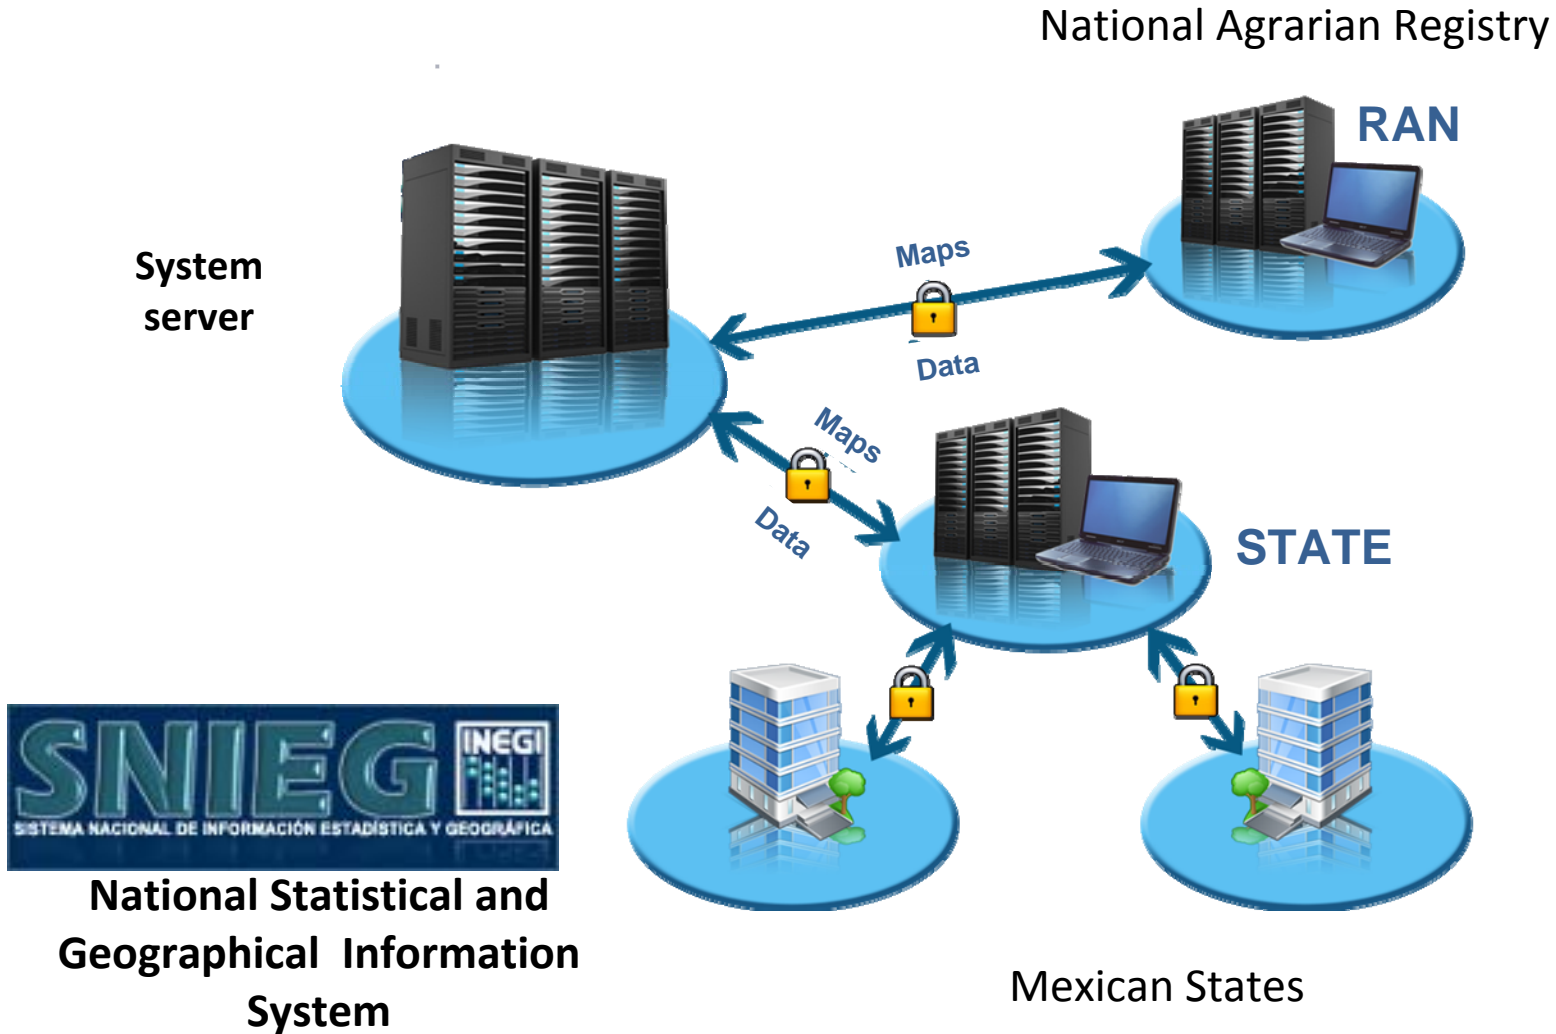 National Agrarian Registry
RAN
System
server
Maps
Data
Maps
Data
STATE
SNIEG
INEGI
SISTEMA NACIONAL DE INFORMACIÓN ESTADÍSTICA Y GEOGRÁFICA
National Statistical and
Geographical Information
System
Mexican States